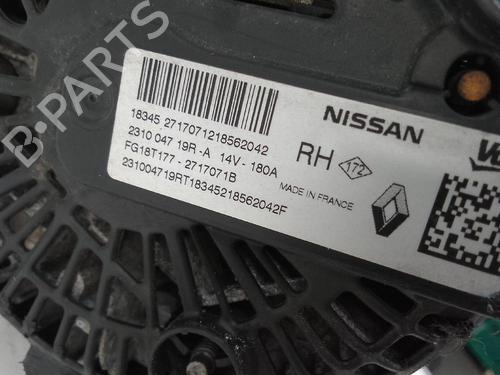 B-PARTS
18345 2717071218562042
2310 047 19R -A 14V - 180A
FG18T177 - 2717071B
231004719RT18345218562042F
NISSAN
RH 172
MADE IN FRANCE